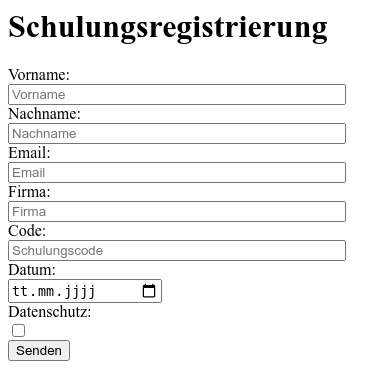 Schulungsregistrierung
Vorname:
Vorname
Nachname:
Nachname
Email:
Email
Firma:
Firma
Code:
Schulungscode
Datum:
tt.mm.jjjj
Datenschutz:
Senden